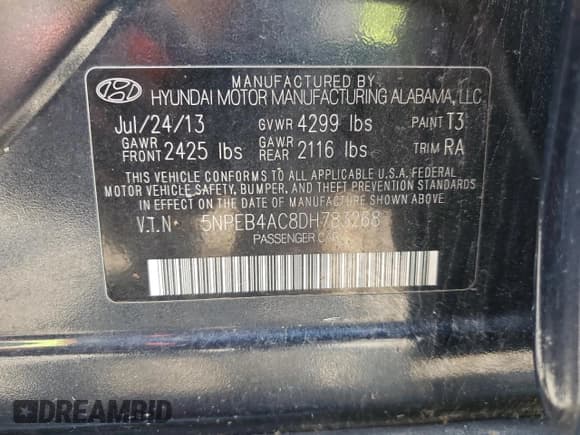 MANUFACTURED BY
HYUNDAI MOTOR MANUFACTURING ALABAMA, LLC
Jul/24/13 GVWR 4299 lbs PAINT T3
GAWR FRONT 2425 lbs GAWR REAR 2116 lbs TRIM RA
THIS VEHICLE CONFORMS TO ALL APPLICABLE U.S.A. FEDERAL
MOTOR VEHICLE SAFETY, BUMPER, AND THEFT PREVENTION STANDARDS
IN EFFECT ON THE DATE OF MANUFACTURE SHOWN ABOVE.
V.I.N 5NPEB4AC8DH783268
PASSENGER CAR
DREAMBID